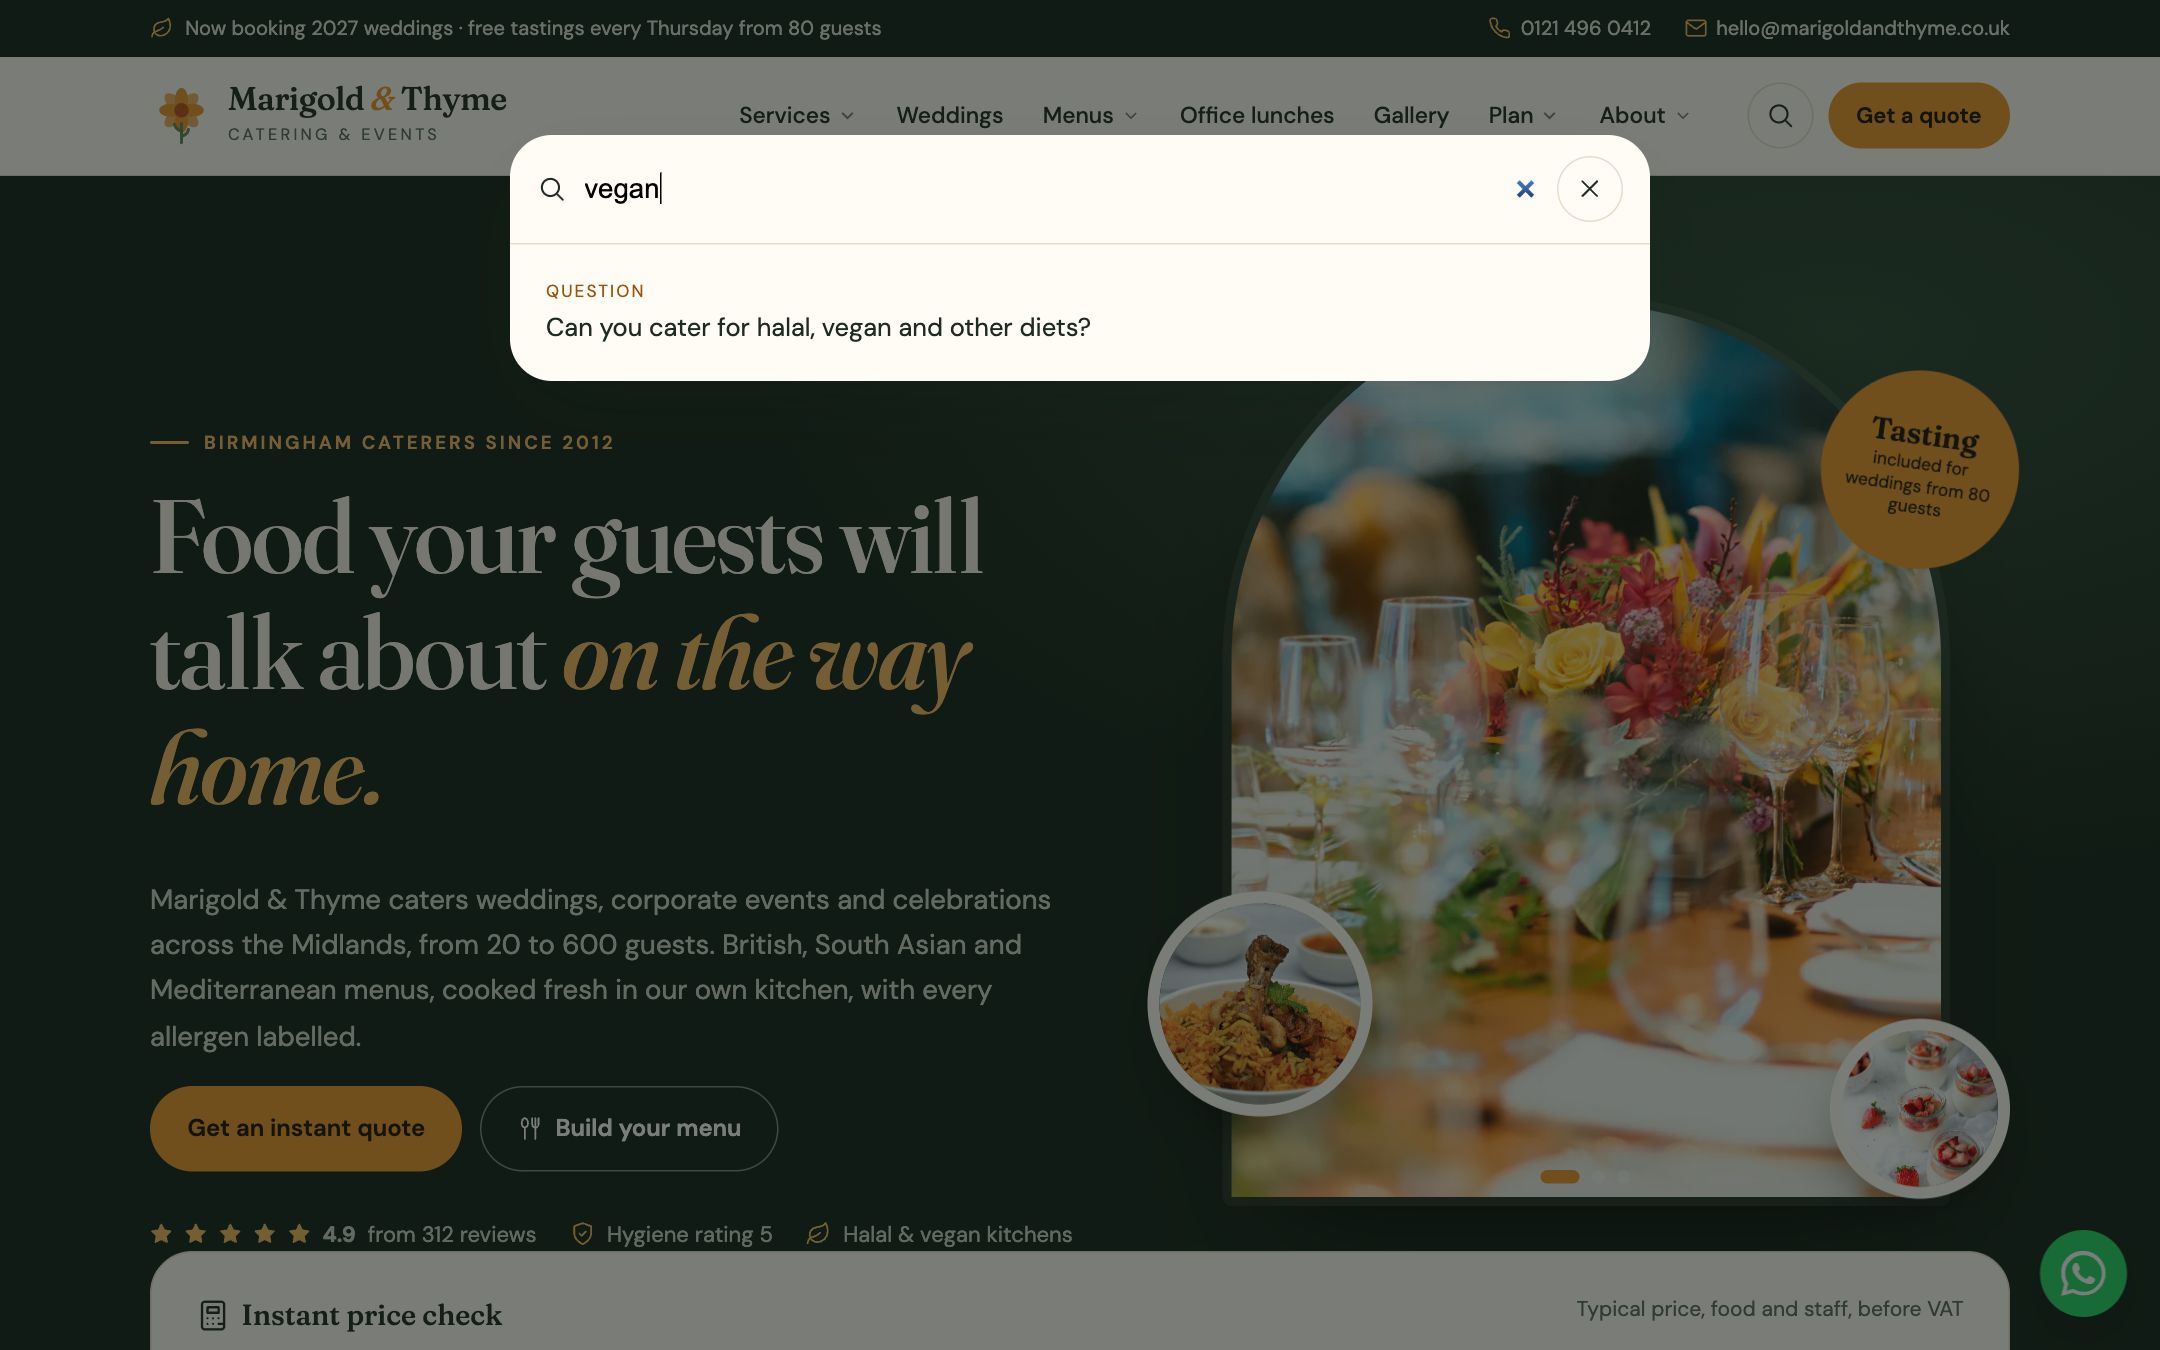 Now booking 2027 weddings · free tastings every Thursday from 80 guests
0121 496 0412
hello@marigoldandthyme.co.uk
Marigold & Thyme
CATERING & EVENTS
Services
Weddings
Menus
Office lunches
Gallery
Plan
About
Get a quote
vegan
QUESTION
Can you cater for halal, vegan and other diets?
BIRMINGHAM CATERERS SINCE 2012
Food your guests will
talk about on the way
home.
Tasting
included for
weddings from 80
guests
Marigold & Thyme caters weddings, corporate events and celebrations
across the Midlands, from 20 to 600 guests. British, South Asian and
Mediterranean menus, cooked fresh in our own kitchen, with every
allergen labelled.
Get an instant quote
Build your menu
4.9 from 312 reviews
Hygiene rating 5
Halal & vegan kitchens
Instant price check
Typical price, food and staff, before VAT